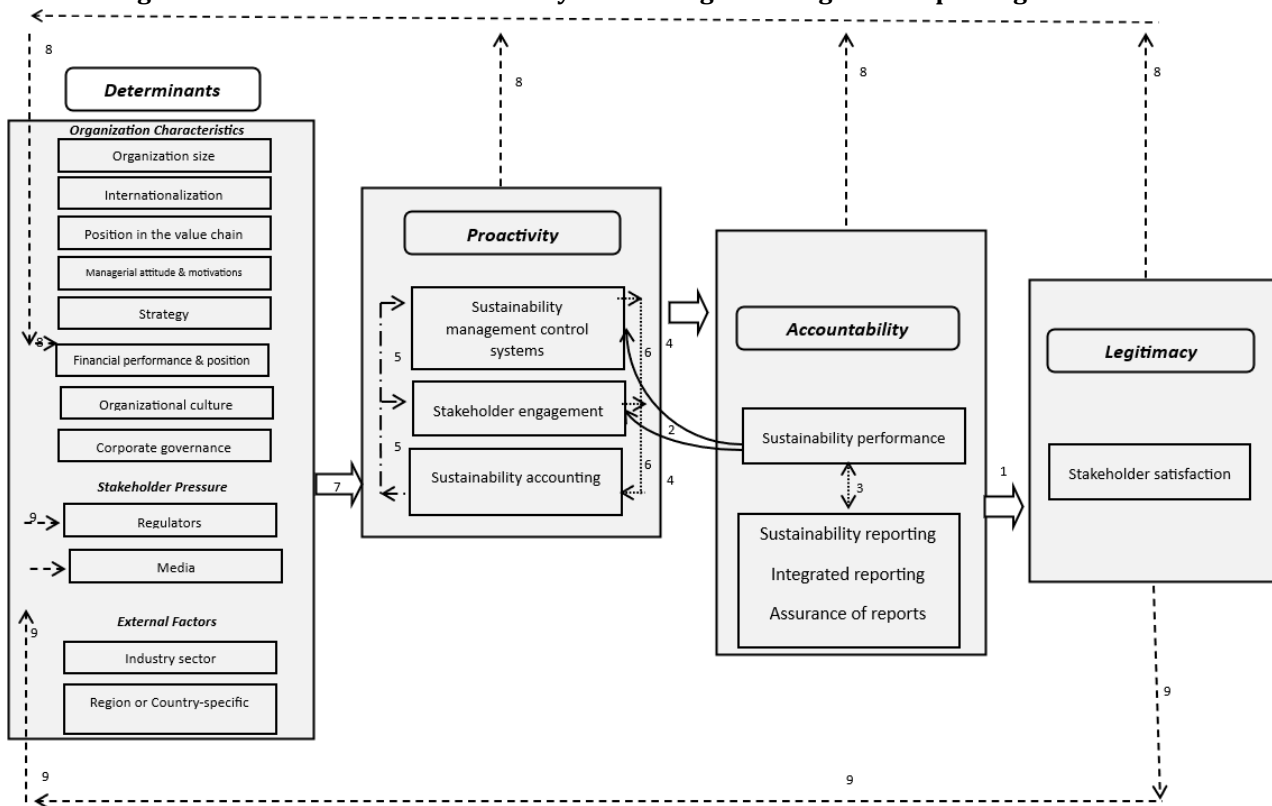 8
8
8
8
Determinants
Organization Characteristics
Organization size
Internationalization
Position in the value chain
Managerial attitude & motivations
Strategy
8
Financial performance & position
Organizational culture
Corporate governance
Stakeholder Pressure
9
Regulators
Media
External Factors
9
Industry sector
Region or Country-specific
7
Proactivity
Sustainability
management control
systems
5
6
4
Stakeholder engagement
2
5
6
4
Sustainability accounting
Accountability
Sustainability performance
3
Sustainability reporting
Integrated reporting
Assurance of reports
1
Legitimacy
Stakeholder satisfaction
9
9
9